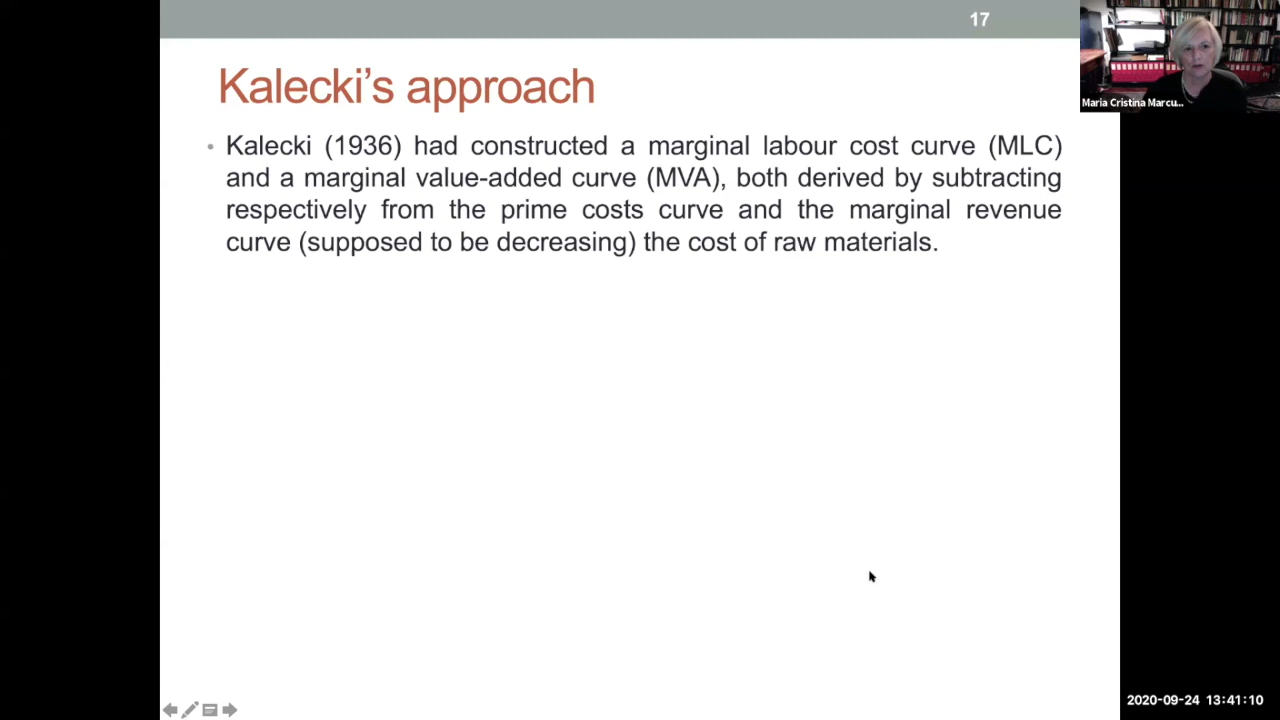 17
Kalecki’s approach
• Kalecki (1936) had constructed a marginal labour cost curve (MLC)
and a marginal value-added curve (MVA), both derived by subtracting
respectively from the prime costs curve and the marginal revenue
curve (supposed to be decreasing) the cost of raw materials.
Maria Cristina Marcu...
2020-09-24 13:41:10